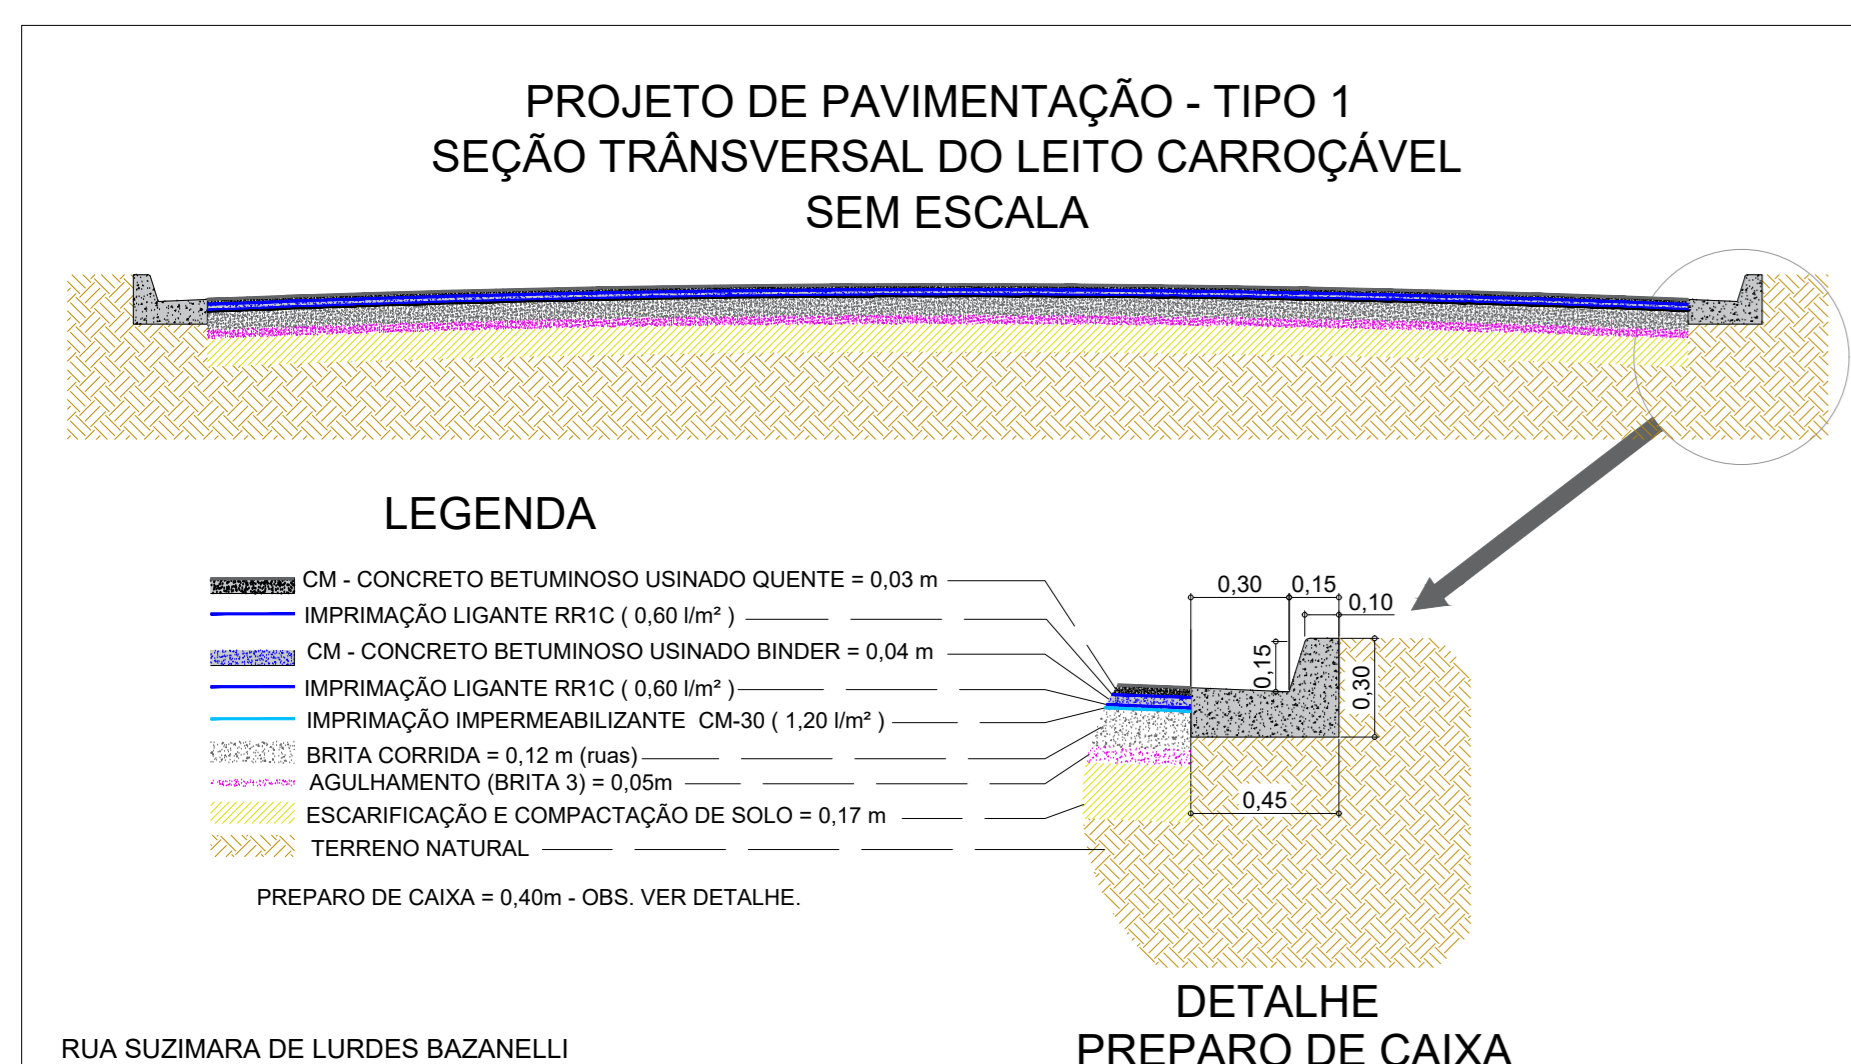 PROJETO DE PAVIMENTAÇÃO - TIPO 1
SEÇÃO TRÂNSVERSAL DO LEITO CARROÇÁVEL
SEM ESCALA
LEGENDA
CM - CONCRETO BETUMINOSO USINADO QUENTE = 0,03 m
IMPRIMAÇÃO LIGANTE RR1C ( 0,60 l/m² )
CM - CONCRETO BETUMINOSO USINADO BINDER = 0,04 m
IMPRIMAÇÃO LIGANTE RR1C ( 0,60 l/m² )
IMPRIMAÇÃO IMPERMEABILIZANTE CM-30 ( 1,20 l/m² )
BRITA CORRIDA = 0,12 m (ruas)
AGULHAMENTO (BRITA 3) = 0,05m
ESCARIFICAÇÃO E COMPACTAÇÃO DE SOLO = 0,17 m
TERRENO NATURAL
PREPARO DE CAIXA = 0,40m - OBS. VER DETALHE.
0,30
0,15
0,10
0,15
0,30
0,45
DETALHE
PREPARO DE CAIXA
RUA SUZIMARA DE LURDES BAZANELLI